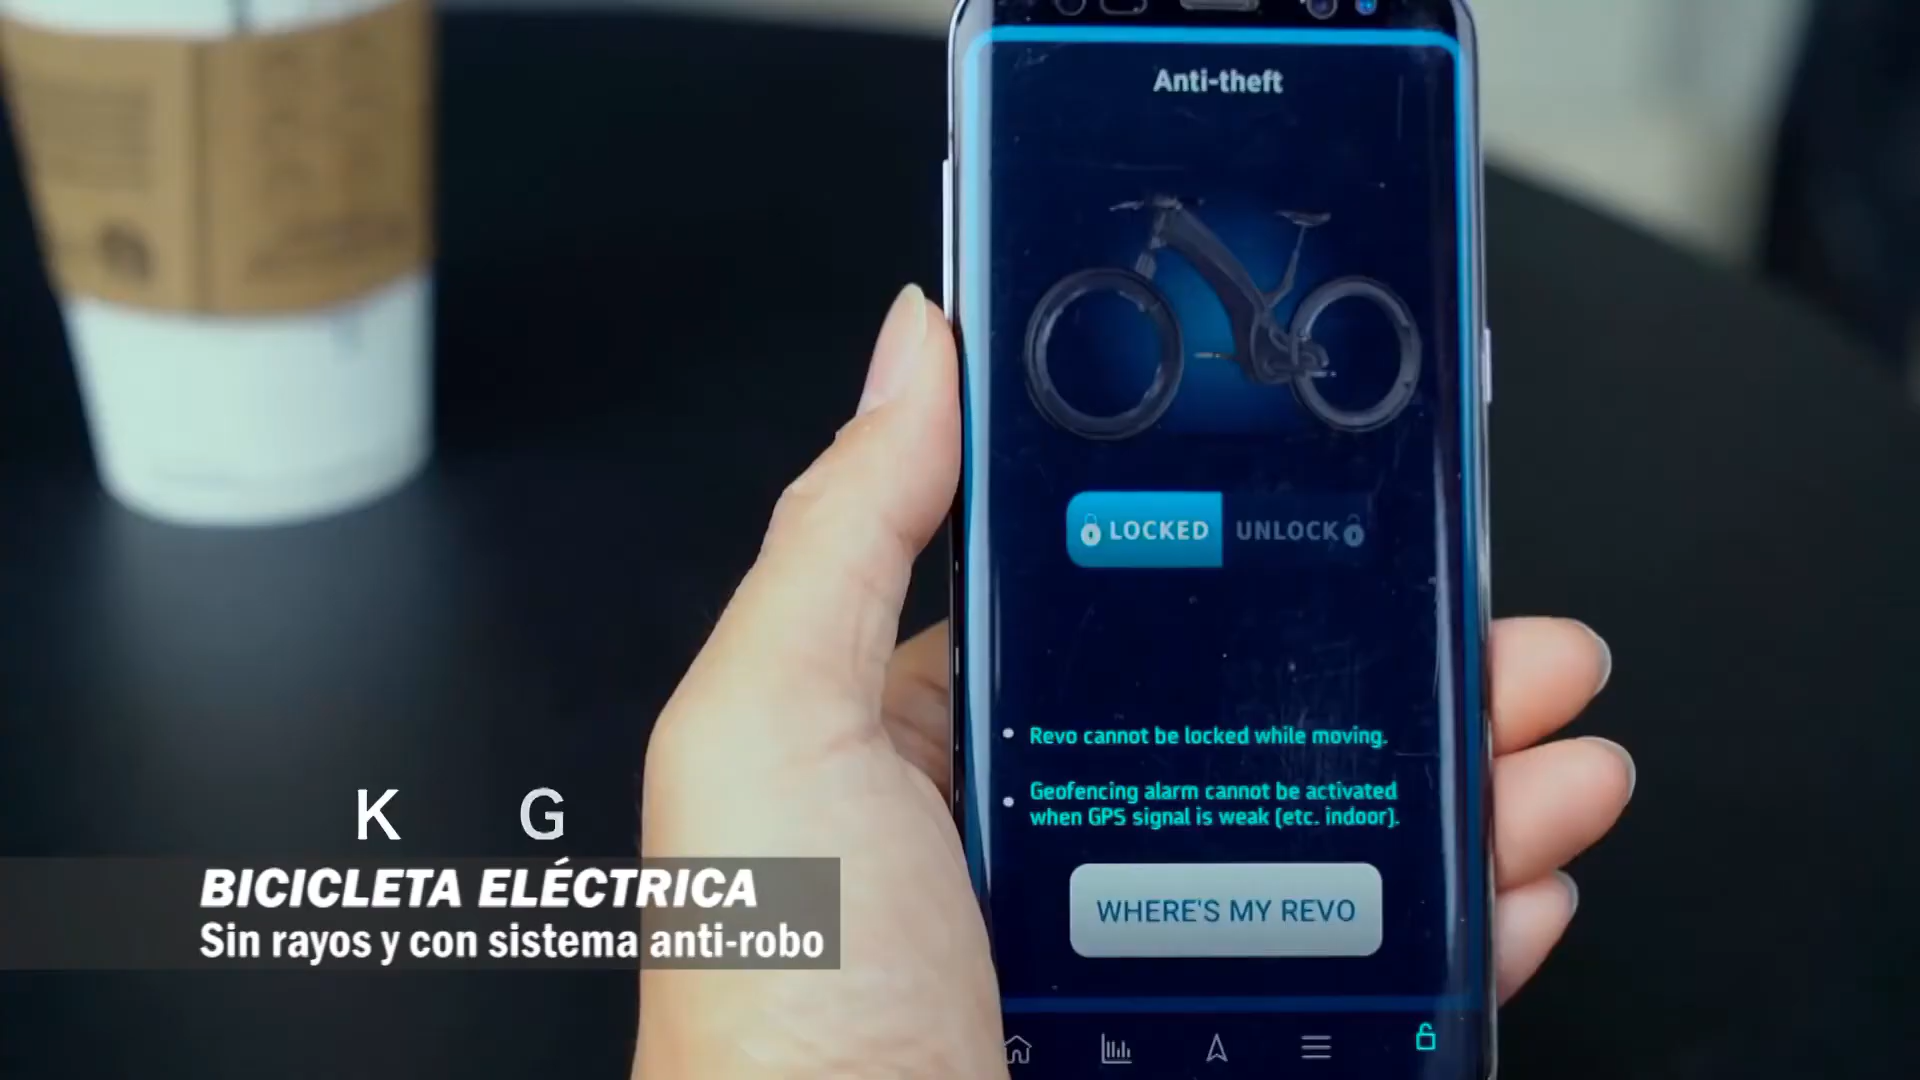 Anti-theft
LOCKED UNLOCK
Revo cannot be locked while moving.
Geofencing alarm cannot be activated
when GPS signal is weak (etc. indoor).
WHERE'S MY REVO
K G
BICICLETA ELÉCTRICA
Sin rayos y con sistema anti-robo